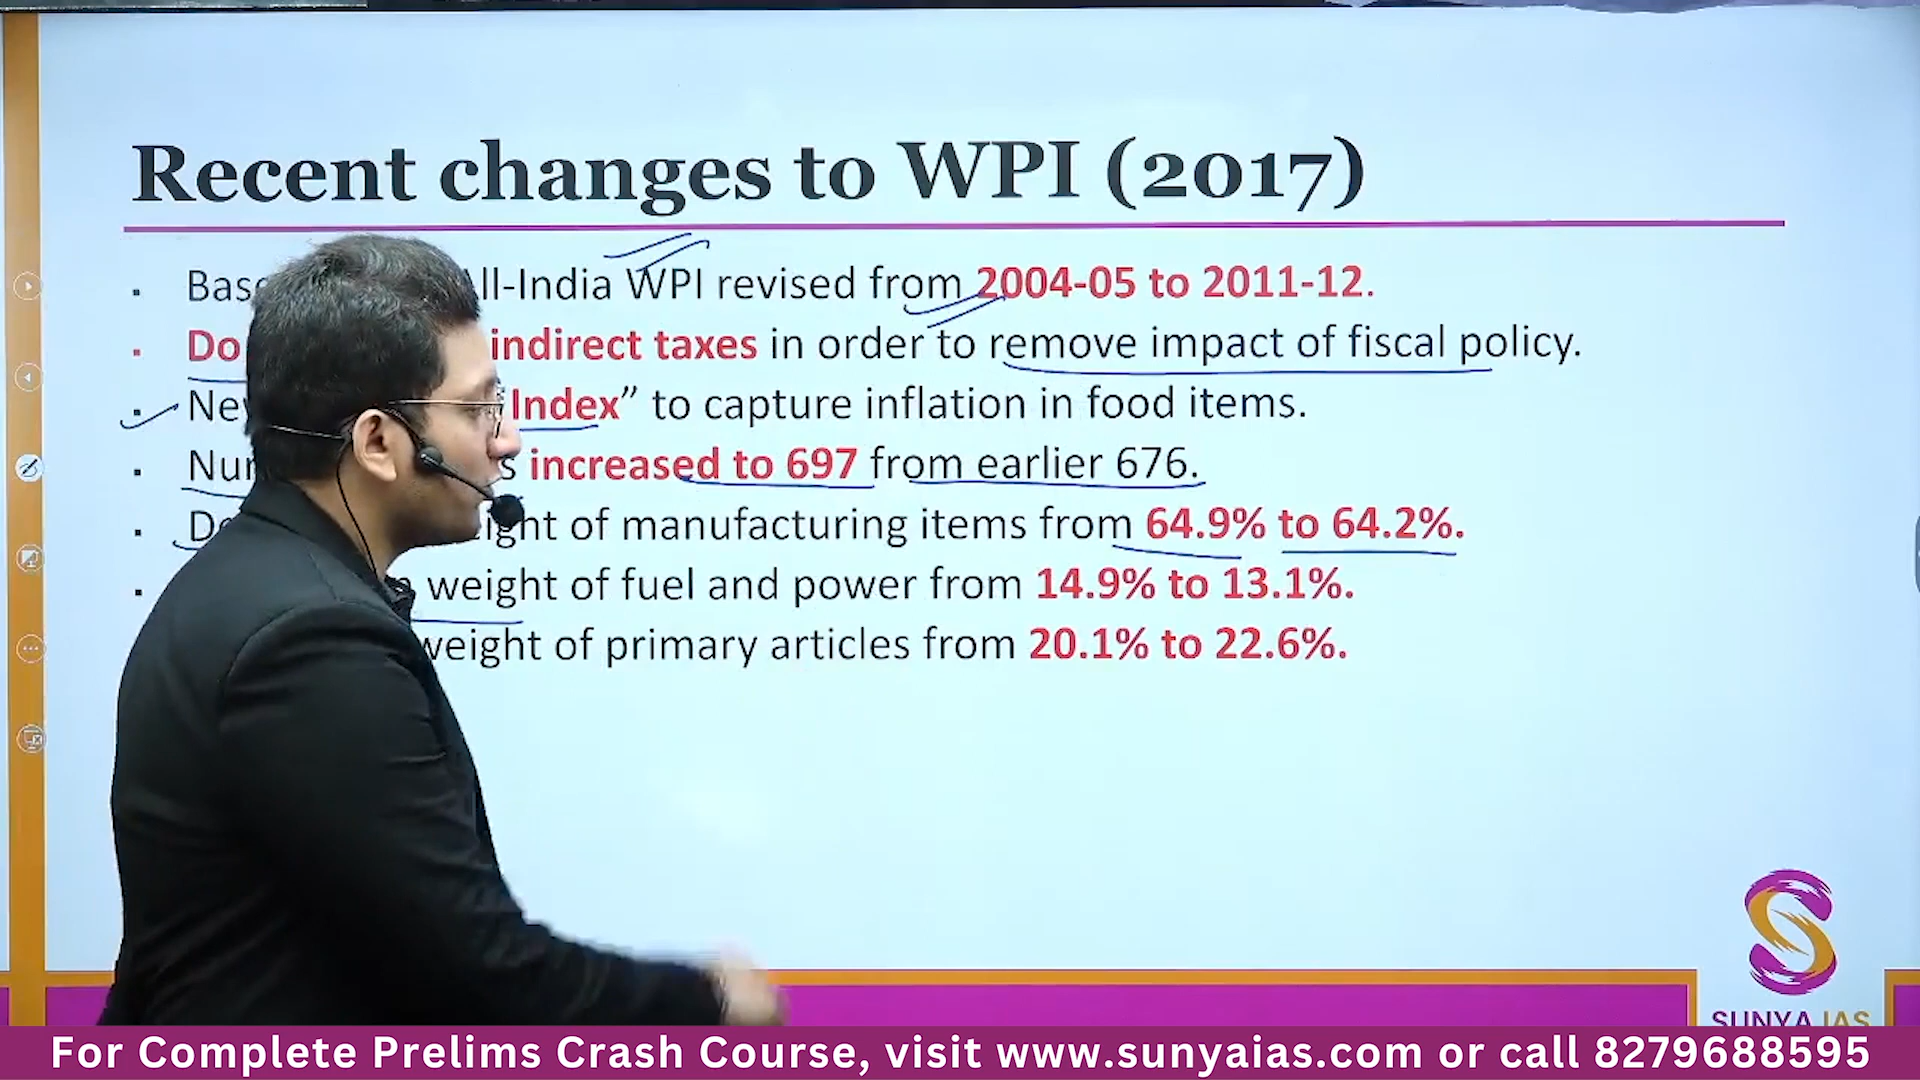 Recent changes to WPI (2017)
All-India WPI revised from 2004-05 to 2011-12.
Do indirect taxes in order to remove impact of fiscal policy.
Index” to capture inflation in food items.
increased to 697 from earlier 676.
of manufacturing items from 64.9% to 64.2%.
weight of fuel and power from 14.9% to 13.1%.
weight of primary articles from 20.1% to 22.6%.
SUNYA IAS
For Complete Prelims Crash Course, visit www.sunyaias.com or call 8279688595